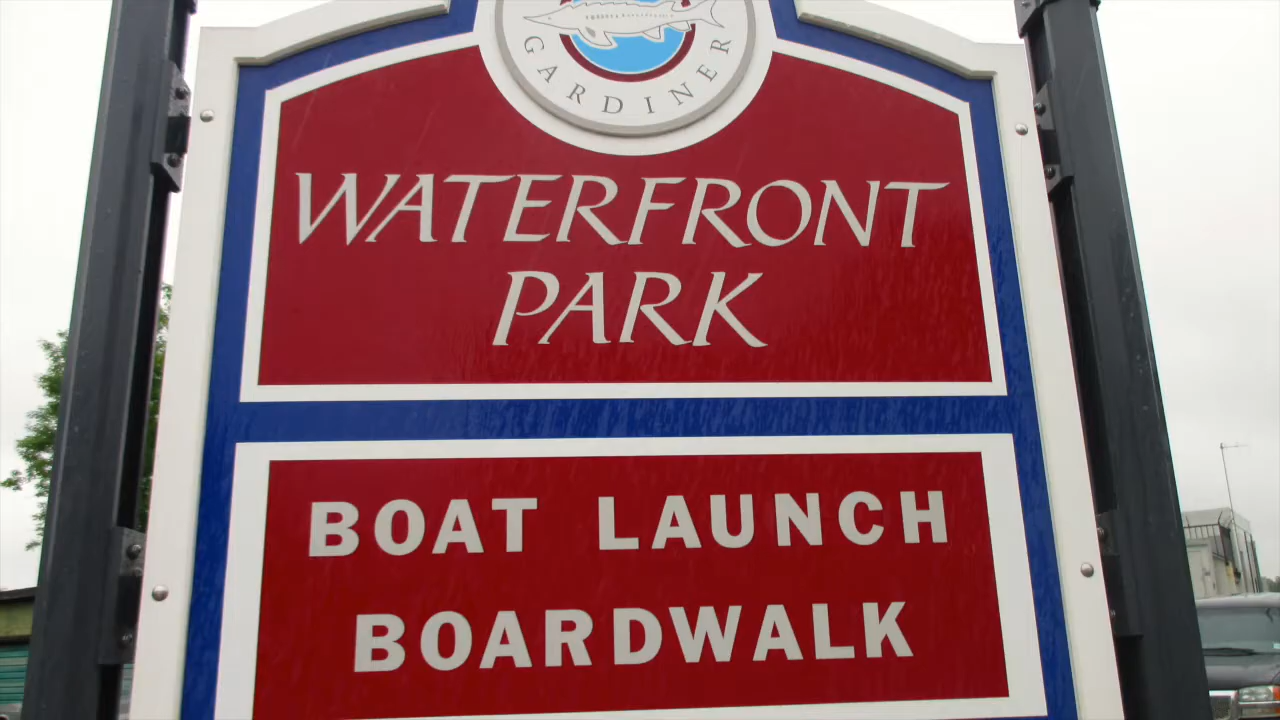 GARDINER
WATERFRONT
PARK
BOAT LAUNCH
BOARDWALK